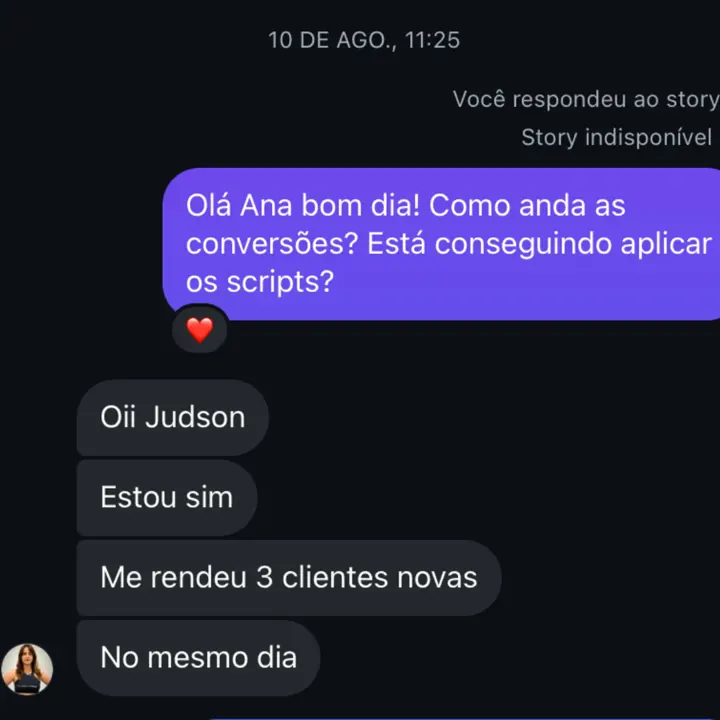 10 DE AGO., 11:25
Você respondeu ao story
Story indisponível
Olá Ana bom dia! Como anda as
conversões? Está conseguindo aplicar
os scripts?
Oii Judson
Estou sim
Me rendeu 3 clientes novas
No mesmo dia